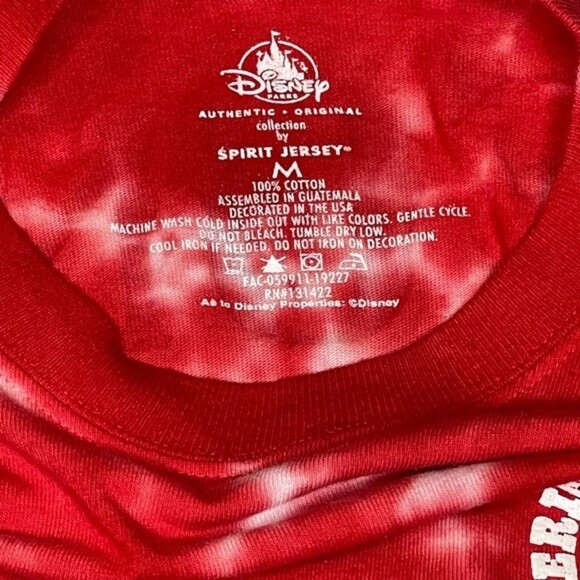 Disney
PARKS
AUTHENTIC • ORIGINAL
collection
by
SPIRIT JERSEY®
M
100% COTTON
ASSEMBLED IN GUATEMALA
DECORATED IN THE USA
MACHINE WASH COLD INSIDE OUT WITH LIKE COLORS. GENTLE CYCLE.
DO NOT BLEACH. TUMBLE DRY LOW.
COOL IRON IF NEEDED. DO NOT IRON ON DECORATION.
FAC-059911-19227
RN#131422
As to Disney Properties: ©Disney